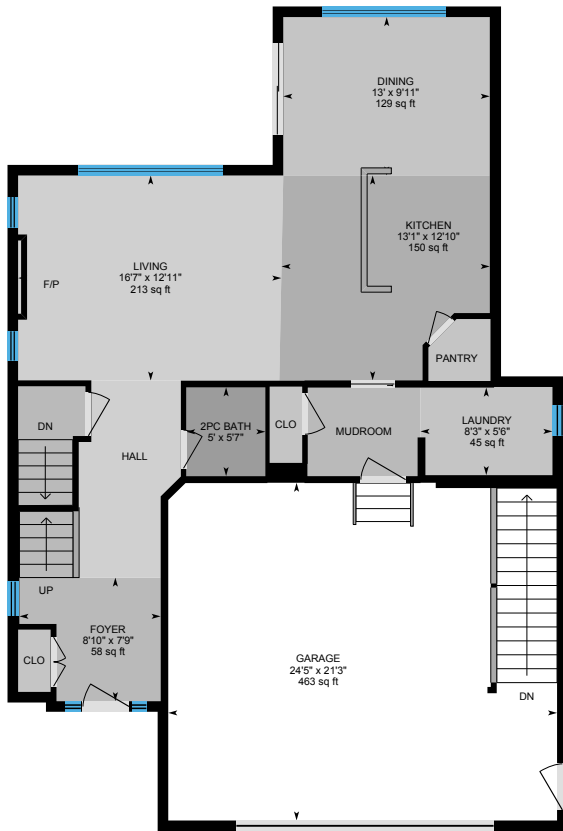 DINING
13' x 9'11"
129 sq ft
KITCHEN
13'1" x 12'10"
150 sq ft
LIVING
16'7" x 12'11"
213 sq ft
F/P
PANTRY
DN
HALL
2PC BATH
5' x 5'7"
CLO
MUDROOM
LAUNDRY
8'3" x 5'6"
45 sq ft
UP
FOYER
8'10" x 7'9"
58 sq ft
CLO
GARAGE
24'5" x 21'3"
463 sq ft
DN